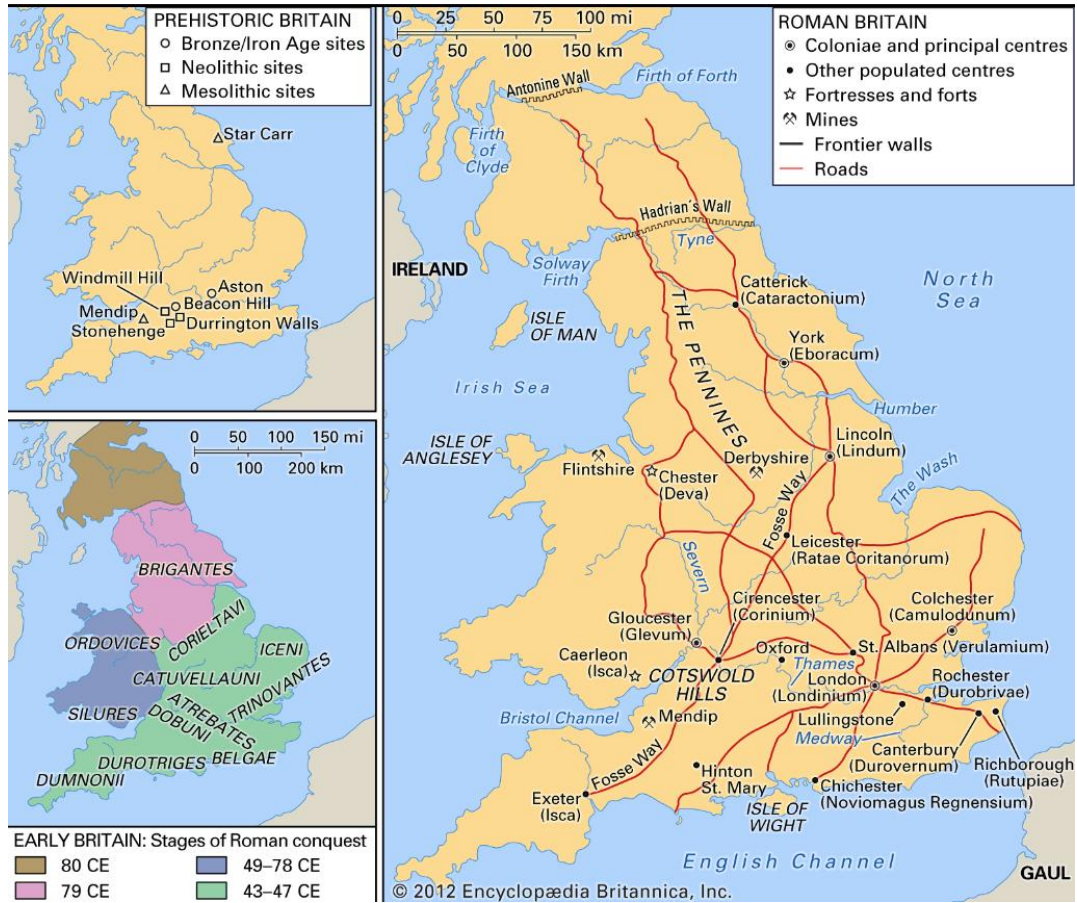 PREHISTORIC BRITAIN
Bronze/Iron Age sites
Neolithic sites
Mesolithic sites
Star Carr
Windmill Hill
Aston
Beacon Hill
Mendip
Stonehenge
Durrington Walls
0 50 100 150 mi
0 100 200 km
BRIGANTES
ORDOVICES
CORIELTAVI
ICENI
CATUVELLAUNI
TRINOVANTES
ATREBATES
SILURES
DOBUNI
DUROTRIGES
BELGAE
DUMNONII
EARLY BRITAIN: Stages of Roman conquest
80 CE
49–78 CE
79 CE
43–47 CE
0 25 50 75 100 mi
0 50 100 150 km
ROMAN BRITAIN
Coloniae and principal centres
Other populated centres
Fortresses and forts
Mines
Frontier walls
Roads
Antonine Wall
Firth of Forth
Firth
of
Clyde
Hadrian's Wall
Tyne
IRELAND
Solway
Firth
North
Sea
Catterick
(Cataractonium)
THE PENNINES
ISLE
OF MAN
York
(Eboracum)
Irish Sea
Humber
ISLE OF
ANGLESEY
Lincoln
(Lindum)
Flintshire
Derbyshire
Chester
(Deva)
The Wash
Fosse Way
Leicester
(Ratae Coritanorum)
Severn
Cirencester
(Corinium)
Colchester
(Camulodunum)
Gloucester
(Glevum)
Oxford
St. Albans (Verulamium)
Caerleon
(Isca)
COTSWOLD
HILLS
Thames
London
(Londinium)
Rochester
(Durobrivae)
Bristol Channel
Mendip
Lullingstone
Medway
Canterbury
(Durovernum)
Richborough
(Rutupiae)
Fosse Way
Hinton
St. Mary
Chichester
(Noviomagus Regnensium)
Exeter
(Isca)
ISLE OF
WIGHT
English Channel
GAUL
© 2012 Encyclopædia Britannica, Inc.